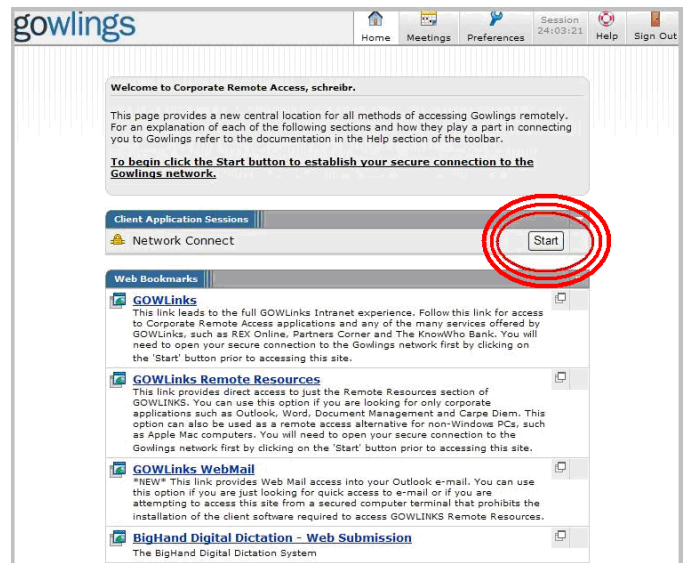 gowlings
Home Meetings Preferences Session 24:03:21 Help Sign Out
Welcome to Corporate Remote Access, schreibr.
This page provides a new central location for all methods of accessing Gowlings remotely.
For an explanation of each of the following sections and how they play a part in connecting
you to Gowlings refer to the documentation in the Help section of the toolbar.
To begin click the Start button to establish your secure connection to the
Gowlings network.
Client Application Sessions
Network Connect Start
Web Bookmarks
GOWLinks
This link leads to the full GOWLinks Intranet experience. Follow this link for access
to Corporate Remote Access applications and any of the many services offered by
GOWLinks, such as REX Online, Partners Corner and The KnowWho Bank. You will
need to open your secure connection to the Gowlings network first by clicking on
the 'Start' button prior to accessing this site.
GOWLinks Remote Resources
This link provides direct access to just the Remote Resources section of
GOWLINKS. You can use this option if you are looking for only corporate
applications such as Outlook, Word, Document Management and Carpe Diem. This
option can also be used as a remote access alternative for non-Windows PCs, such
as Apple Mac computers. You will need to open your secure connection to the
Gowlings network first by clicking on the 'Start' button prior to accessing this site.
GOWLinks WebMail
*NEW* This link provides Web Mail access into your Outlook e-mail. You can use
this option if you are just looking for quick access to e-mail or if you are
attempting to access this site from a secured computer terminal that prohibits the
installation of the client software required to access GOWLINKS Remote Resources.
BigHand Digital Dictation - Web Submission
The BigHand Digital Dictation System